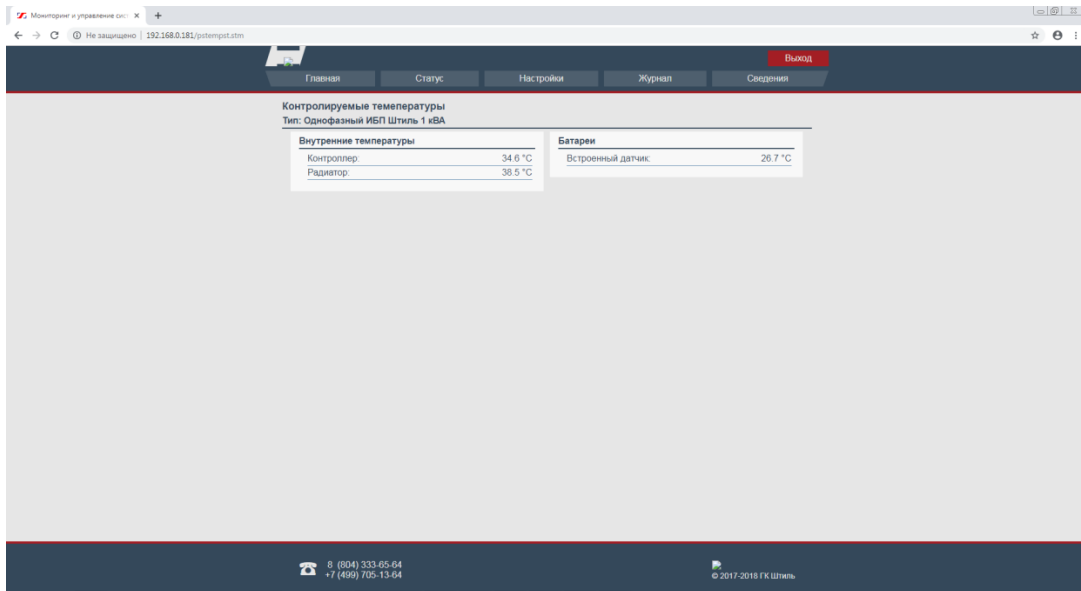 Мониторинг и управление сист
Не защищено | 192.168.0.181/pstempst.stm
Выход
Главная Статус Настройки Журнал Сведения
Контролируемые темепературы
Тип: Однофазный ИБП Штиль 1 кВА
Внутренние температуры
Контроллер: 34.6 °C
Радиатор: 38.5 °C
Батареи
Встроенный датчик: 26.7 °C
8 (804) 333-65-64
+7 (499) 705-13-64
© 2017-2018 ГК Штиль